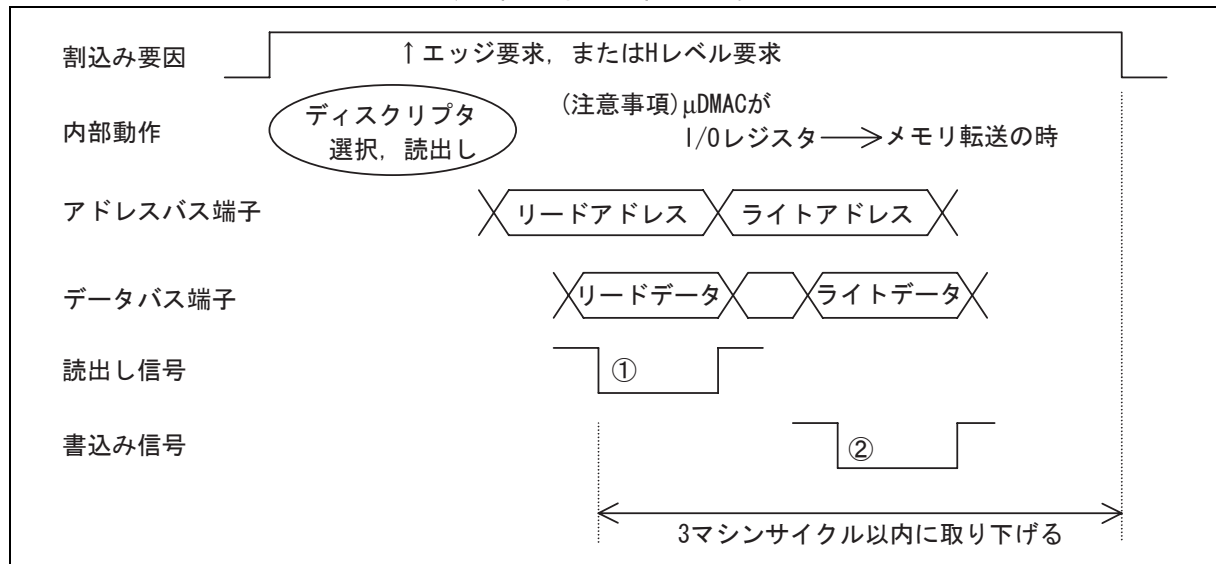 割込み要因
↑エッジ要求, またはHレベル要求
内部動作
ディスクリプタ
選択, 読出し
(注意事項)μDMACが
I/Oレジスタ→メモリ転送の時
アドレスバス端子
リードアドレス
ライトアドレス
データバス端子
リードデータ
ライトデータ
読出し信号
①
書込み信号
②
3マシンサイクル以内に取り下げる